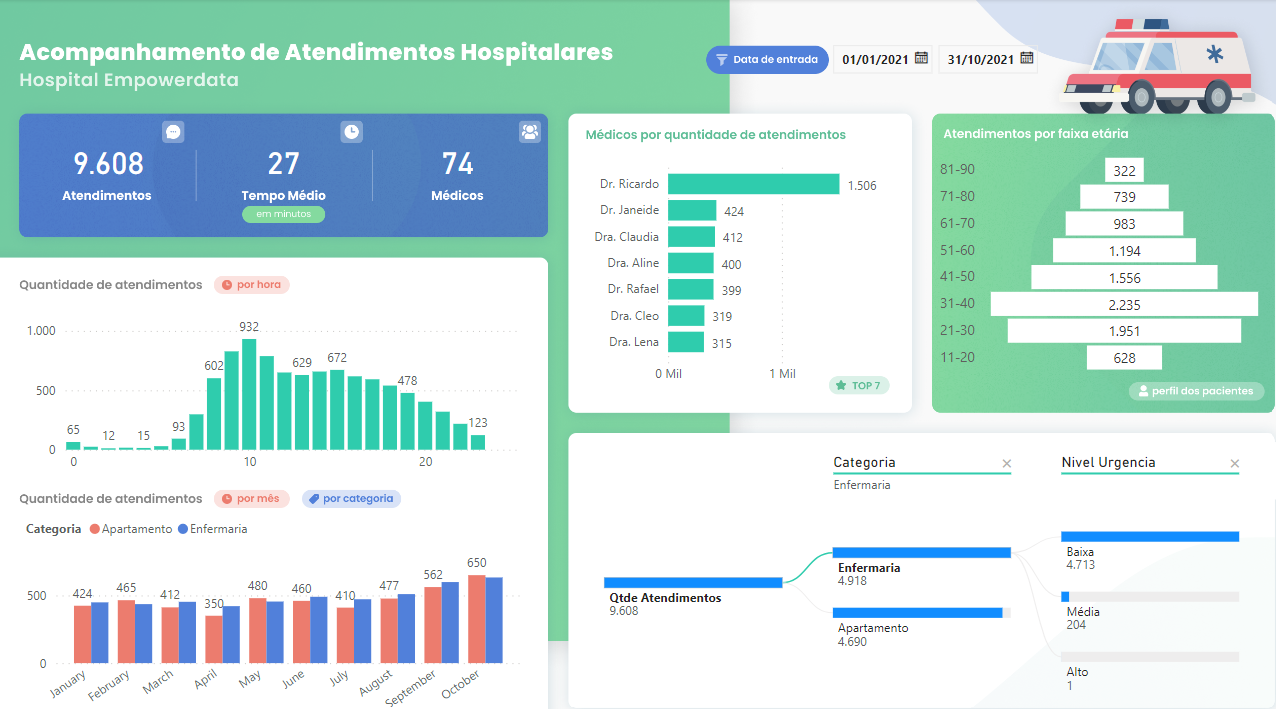 Acompanhamento de Atendimentos Hospitalares
Hospital Empowerdata
Data de entrada
01/01/2021
31/10/2021
9.608
Atendimentos
27
Tempo Médio
em minutos
74
Médicos
Médicos por quantidade de atendimentos
Dr. Ricardo 1.506
Dr. Janeide 424
Dra. Claudia 412
Dra. Aline 400
Dr. Rafael 399
Dra. Cleo 319
Dra. Lena 315
0 Mil 1 Mil
TOP 7
Atendimentos por faixa etária
81-90 322
71-80 739
61-70 983
51-60 1.194
41-50 1.556
31-40 2.235
21-30 1.951
11-20 628
perfil dos pacientes
Quantidade de atendimentos por hora
1.000
500
0
65 12 15 93 602 932 629 672 478 123
0 10 20
Quantidade de atendimentos por mês por categoria
Categoria Apartamento Enfermaria
500
0
424 465 412 350 480 460 410 477 562 650
January February March April May June July August September October
Categoria
Enfermaria
Nivel Urgencia
Qtde Atendimentos
9.608
Enfermaria
4.918
Apartamento
4.690
Baixa
4.713
Média
204
Alto
1